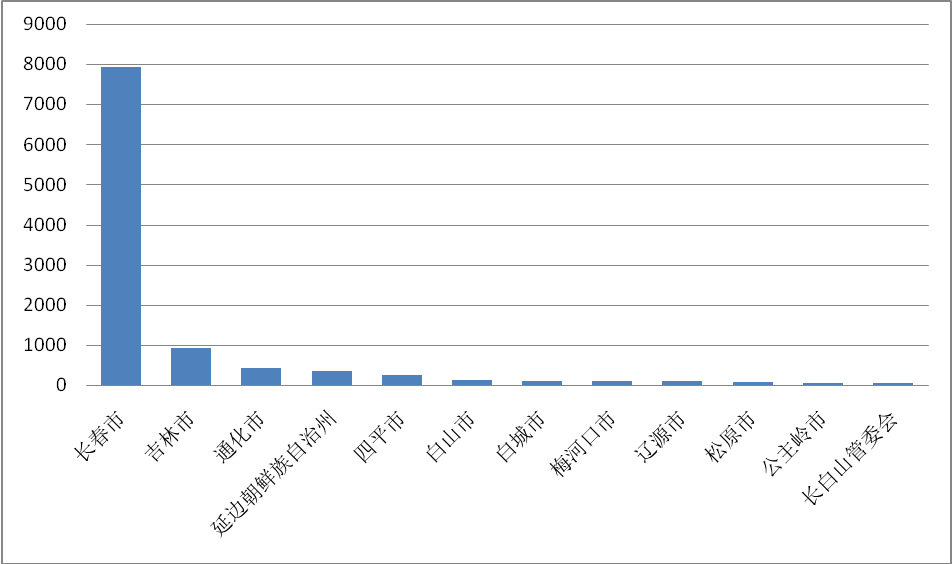 9000
8000
7000
6000
5000
4000
3000
2000
1000
0
长春市
吉林市
通化市
延边朝鲜族自治州
四平市
白山市
白城市
梅河口市
辽源市
松原市
公主岭市
长白山管委会